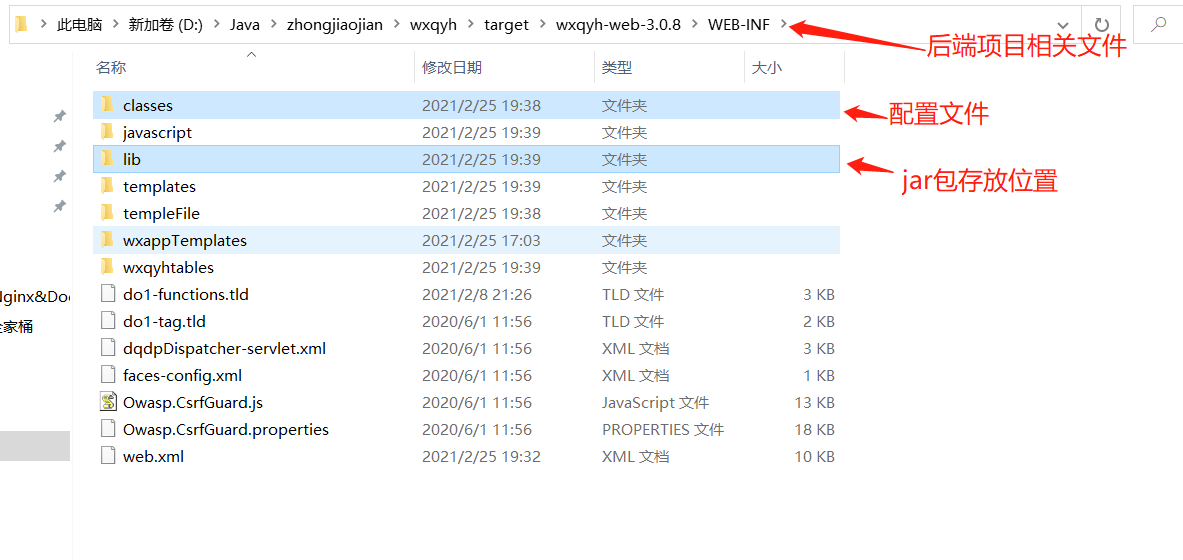 此电脑 > 新加卷 (D:) > Java > zhongjiaojian > wxqyh > target > wxqyh-web-3.0.8 > WEB-INF >
后端项目相关文件
名称 修改日期 类型 大小
classes 2021/2/25 19:38 文件夹
配置文件
javascript 2021/2/25 19:39 文件夹
lib 2021/2/25 19:39 文件夹
jar包存放位置
templates 2021/2/25 19:39 文件夹
templeFile 2021/2/25 19:38 文件夹
wxappTemplates 2021/2/25 17:03 文件夹
wxqyhtables 2021/2/25 19:39 文件夹
Nginx&Do
do1-functions.tld 2021/2/8 21:26 TLD 文件 3 KB
家桶
do1-tag.tld 2020/6/1 11:56 TLD 文件 2 KB
dqdpDispatcher-servlet.xml 2020/6/1 11:56 XML 文档 3 KB
faces-config.xml 2020/6/1 11:56 XML 文档 1 KB
Owasp.CsrfGuard.js 2020/6/1 11:56 JavaScript 文件 13 KB
Owasp.CsrfGuard.properties 2020/6/1 11:56 PROPERTIES 文件 18 KB
web.xml 2021/2/25 19:32 XML 文档 10 KB